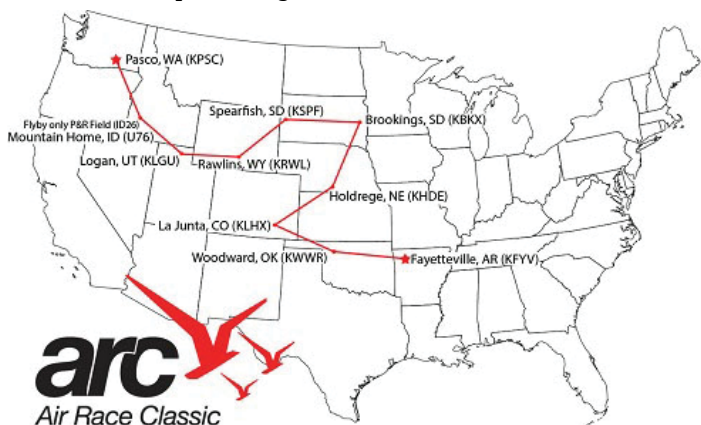 Pasco, WA (KPSC)
Spearfish, SD (KSPF)
Brookings, SD (KBKX)
Flyby only P&R Field (ID26)
Mountain Home, ID (U76)
Logan, UT (KLGU)
Rawlins, WY (KRWL)
Holdrege, NE (KHDE)
La Junta, CO (KLHX)
Woodward, OK (KWWR)
Fayetteville, AR (KFYV)
arc
Air Race Classic